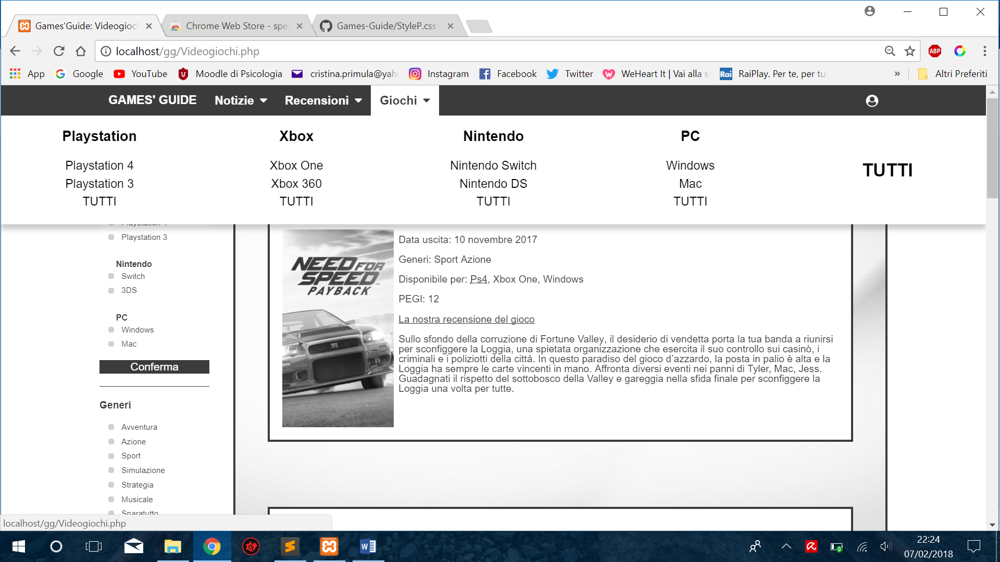 Games'Guide: Videogioch
Chrome Web Store - spe
Games-Guide/StyleP.css
localhost/gg/Videogiochi.php
ABP
App
Google
YouTube
Moodle di Psicologia
cristina.primula@yah
Instagram
Facebook
Twitter
WeHeart It | Vai alla s
Rai
RaiPlay. Per te, per tu
»
Altri Preferiti
GAMES' GUIDE
Notizie
Recensioni
Giochi
Playstation
Playstation 4
Playstation 3
TUTTI
Xbox
Xbox One
Xbox 360
TUTTI
Nintendo
Nintendo Switch
Nintendo DS
TUTTI
PC
Windows
Mac
TUTTI
TUTTI
Playstation 3
Nintendo
Switch
3DS
PC
Windows
Mac
Conferma
Generi
Avventura
Azione
Sport
Simulazione
Strategia
Musicale
Sparatutto
NEED FOR
SPEED
PAYBACK
Data uscita: 10 novembre 2017
Generi: Sport Azione
Disponibile per: Ps4, Xbox One, Windows
PEGI: 12
La nostra recensione del gioco
Sullo sfondo della corruzione di Fortune Valley, il desiderio di vendetta porta la tua banda a riunirsi
per sconfiggere la Loggia, una spietata organizzazione che esercita il suo controllo sui casinò, i
criminali e i poliziotti della città. In questo paradiso del gioco d'azzardo, la posta in palio è alta e la
Loggia ha sempre le carte vincenti in mano. Affronta diversi eventi nei panni di Tyler, Mac, Jess.
Guadagnati il rispetto del sottobosco della Valley e gareggia nella sfida finale per sconfiggere la
Loggia una volta per tutte.
localhost/gg/Videogiochi.php
22:24
07/02/2018